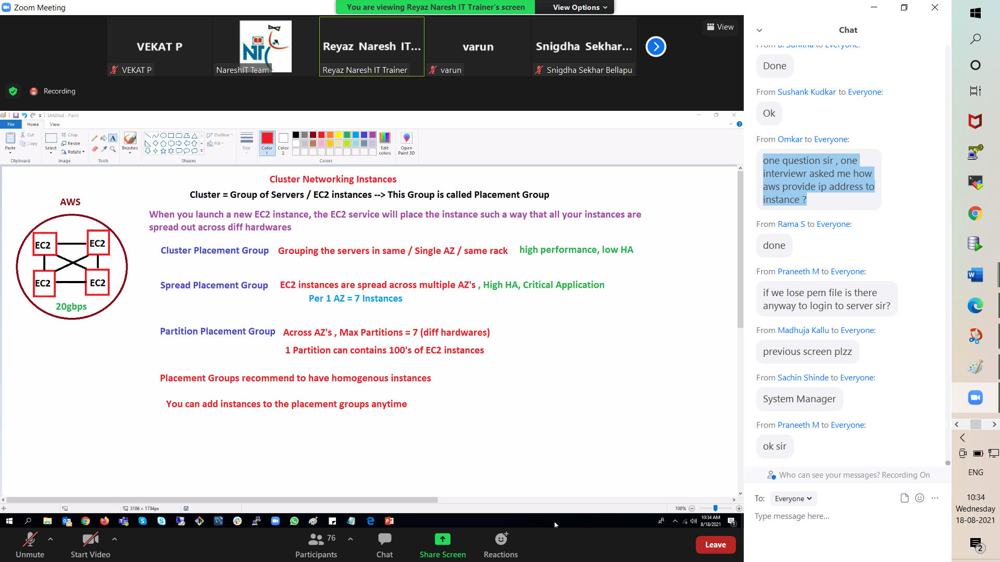 Zoom Meeting
You are viewing Reyaz Naresh IT Trainer's screen
View Options
VEKAT P
Reyaz Naresh IT...
varun
Snigdha Sekhar...
View
VEKAT P
NareshIT Team
Reyaz Naresh IT Trainer
varun
Snigdha Sekhar Bellapu
Recording
Untitled - Paint
File
Home
View
Paste
Cut
Copy
Clipboard
Select
Crop
Resize
Rotate
Image
A
Tools
Brushes
Outline
Fill
Shapes
Size
Color
1
Color
2
Edit
colors
Open
Paint 3D
Colors
Cluster Networking Instances
Cluster = Group of Servers / EC2 instances --> This Group is called Placement Group
AWS
EC2
EC2
EC2
EC2
20gbps
When you launch a new EC2 instance, the EC2 service will place the instance such a way that all your instances are
spread out across diff hardwares
Cluster Placement Group Grouping the servers in same / Single AZ / same rack high performance, low HA
Spread Placement Group EC2 instances are spread across multiple AZ's , High HA, Critical Application
Per 1 AZ = 7 Instances
Partition Placement Group Across AZ's , Max Partitions = 7 (diff hardwares)
1 Partition can contains 100's of EC2 instances
Placement Groups recommend to have homogenous instances
You can add instances to the placement groups anytime
3186 × 1734px
100%
10:34 AM
8/18/2021
Unmute
Start Video
76
Participants
Chat
Share Screen
Reactions
Leave
Chat
From B. Sunitha to Everyone:
Done
From Sushank Kudkar to Everyone:
Ok
From Omkar to Everyone:
one question sir , one
interviewr asked me how
aws provide ip address to
instance ?
From Rama S to Everyone:
done
From Praneeth M to Everyone:
if we lose pem file is there
anyway to login to server sir?
From Madhuja Kallu to Everyone:
previous screen plzz
From Sachin Shinde to Everyone:
System Manager
From Praneeth M to Everyone:
ok sir
Who can see your messages? Recording On
To: Everyone
Type message here...
ENG
10:34
Wednesday
18-08-2021
2